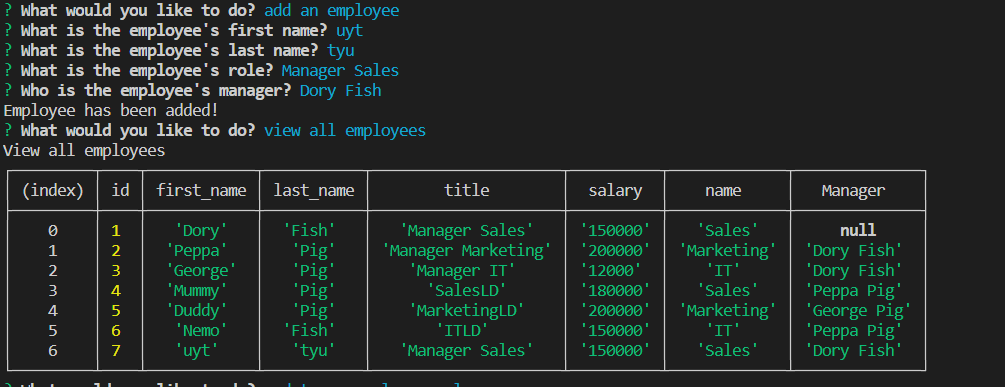 ? What would you like to do? add an employee
? What is the employee's first name? uyt
? What is the employee's last name? tyu
? What is the employee's role? Manager Sales
? Who is the employee's manager? Dory Fish
Employee has been added!
? What would you like to do? view all employees
View all employees
(index) id first_name last_name title salary name Manager
0 1 'Dory' 'Fish' 'Manager Sales' '150000' 'Sales' null
1 2 'Peppa' 'Pig' 'Manager Marketing' '200000' 'Marketing' 'Dory Fish'
2 3 'George' 'Pig' 'Manager IT' '12000' 'IT' 'Dory Fish'
3 4 'Mummy' 'Pig' 'SalesLD' '180000' 'Sales' 'Peppa Pig'
4 5 'Duddy' 'Pig' 'MarketingLD' '200000' 'Marketing' 'George Pig'
5 6 'Nemo' 'Fish' 'ITLD' '150000' 'IT' 'Peppa Pig'
6 7 'uyt' 'tyu' 'Manager Sales' '150000' 'Sales' 'Dory Fish'